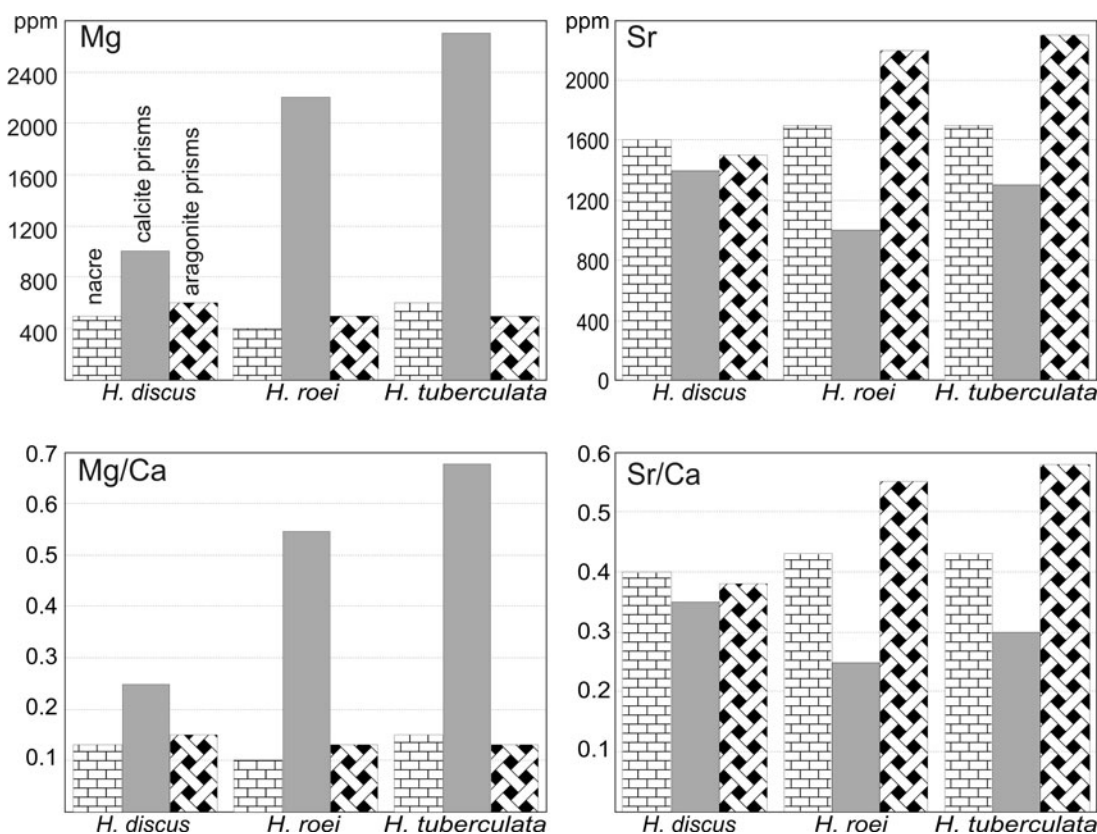 ppm
Mg
2400
2000
1600
1200
800
400
nacre
calcite prisms
aragonite prisms
H. discus
H. roei
H. tuberculata
ppm
Sr
2000
1600
1200
800
400
0
H. discus
H. roei
H. tuberculata
0.7
Mg/Ca
0.6
0.5
0.4
0.3
0.2
0.1
H. discus
H. roei
H. tuberculata
0.6
Sr/Ca
0.5
0.4
0.3
0.2
0.1
H. discus
H. roei
H. tuberculata